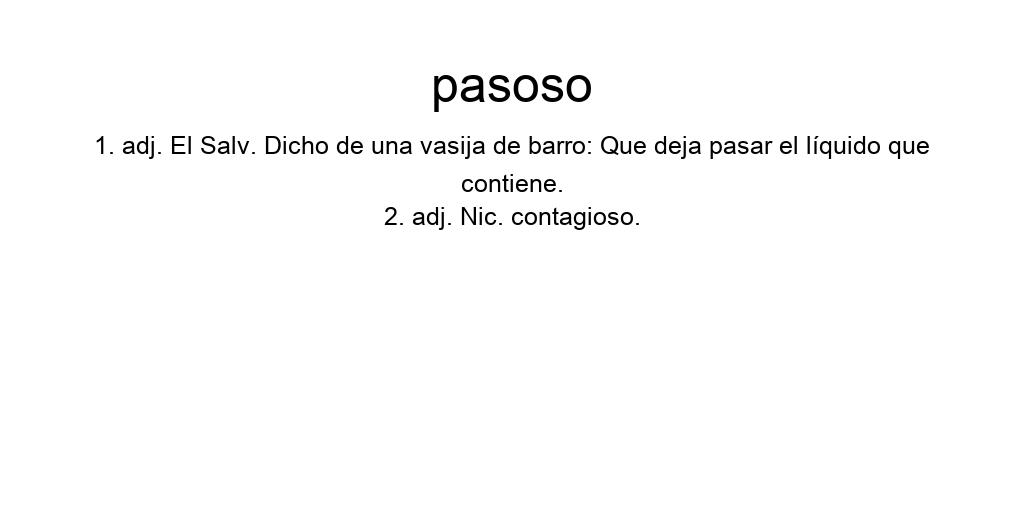 pasoso
1. adj. El Salv. Dicho de una vasija de barro: Que deja pasar el líquido que
contiene.
2. adj. Nic. contagioso.